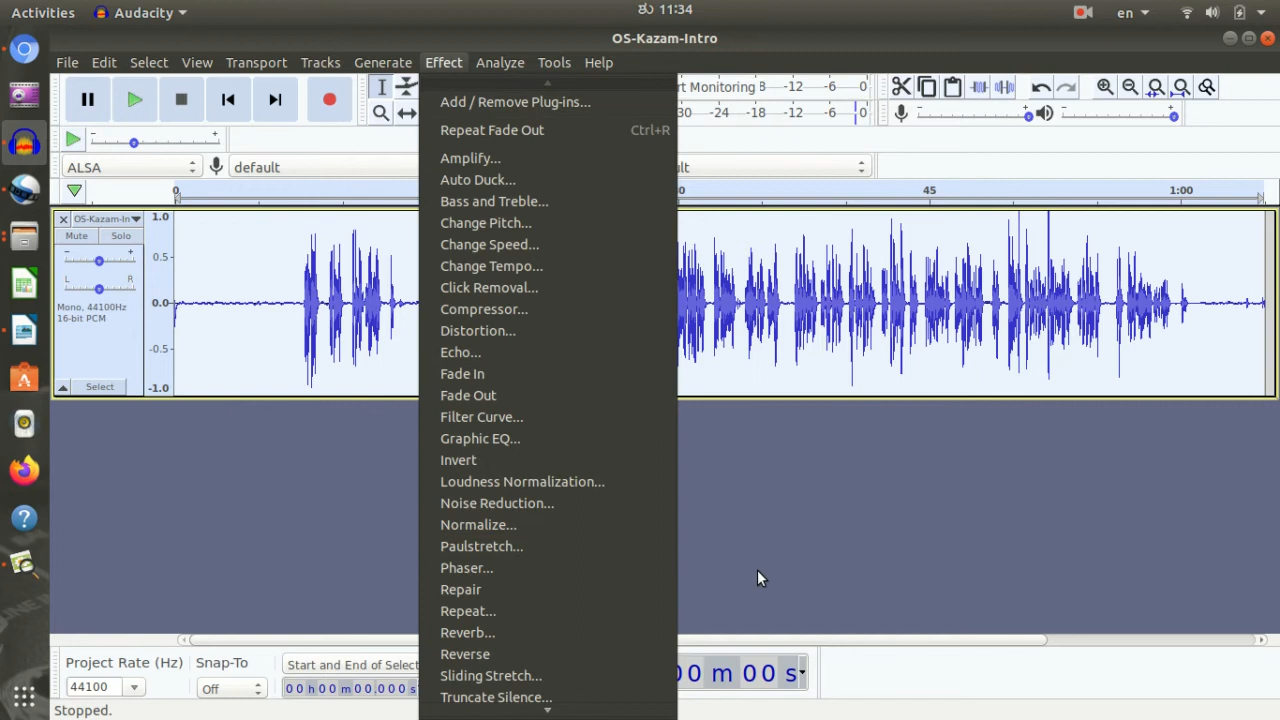 Activities
Audacity
11:34
en
OS-Kazam-Intro
File Edit Select View Transport Tracks Generate Effect Analyze Tools Help
Add / Remove Plug-ins...
Repeat Fade Out Ctrl+R
Amplify...
Auto Duck...
Bass and Treble...
Change Pitch...
Change Speed...
Change Tempo...
Click Removal...
Compressor...
Distortion...
Echo...
Fade In
Fade Out
Filter Curve...
Graphic EQ...
Invert
Loudness Normalization...
Noise Reduction...
Normalize...
Paulstretch...
Phaser...
Repair
Repeat...
Reverb...
Reverse
Sliding Stretch...
Truncate Silence...
rt Monitoring -12 -6 0
-24 -18 -12 -6 0
ALSA
default
0 45 1:00
OS-Kazam-In
Mute Solo
L R
Mono, 44100Hz
16-bit PCM
Select
1.0
0.5
0.0
-0.5
-1.0
Project Rate (Hz)
44100
Snap-To
Off
Start and End of Select
00 h 00 m 00.000 s
00 m 00 s
Stopped.